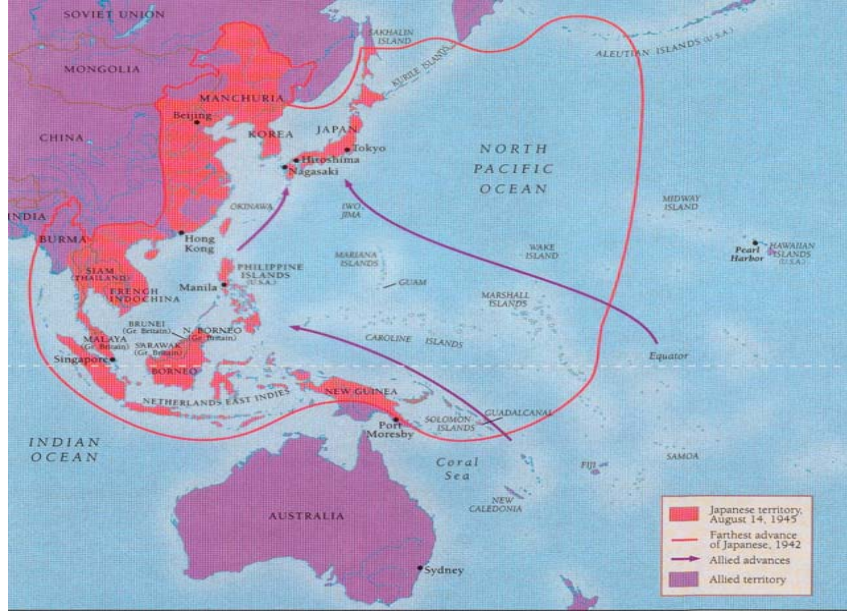 SOVIET UNION
SAKHALIN
ISLAND
ALEUTIAN ISLANDS (U.S.A.)
MONGOLIA
KURILE ISLANDS
MANCHURIA
Beijing
KOREA
JAPAN
CHINA
Tokyo
Hiroshima
Nagasaki
NORTH
PACIFIC
OCEAN
OKINAWA
IWO
JIMA
MIDWAY
ISLAND
INDIA
BURMA
Hong
Kong
Pearl
Harbor
HAWAIIAN
ISLANDS
(U.S.A.)
WAKE
ISLAND
MARIANA
ISLANDS
SIAM
(THAILAND)
FRENCH
INDOCHINA
PHILIPPINE
ISLANDS
(U.S.A.)
Manila
GUAM
MARSHALL
ISLANDS
BRUNEI
(Gr. Britain)
N. BORNEO
(Gr. Britain)
MALAYA
(Gr. Britain)
SARAWAK
(Gr. Britain)
CAROLINE ISLANDS
Singapore
BORNEO
Equator
NETHERLANDS EAST INDIES
NEW GUINEA
Port
Moresby
SOLOMON
ISLANDS
GUADALCANAL
INDIAN
OCEAN
Coral
Sea
FIJI
SAMOA
NEW
CALEDONIA
AUSTRALIA
Sydney
Japanese territory,
August 14, 1945
Farthest advance
of Japanese, 1942
Allied advances
Allied territory